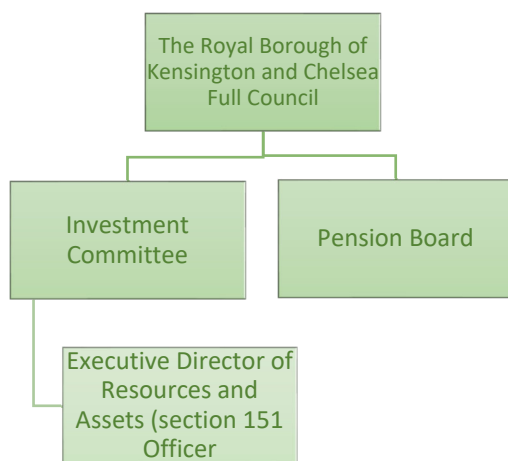 The Royal Borough of
Kensington and Chelsea
Full Council
Investment
Committee
Pension Board
Executive Director of
Resources and
Assets (section 151
Officer